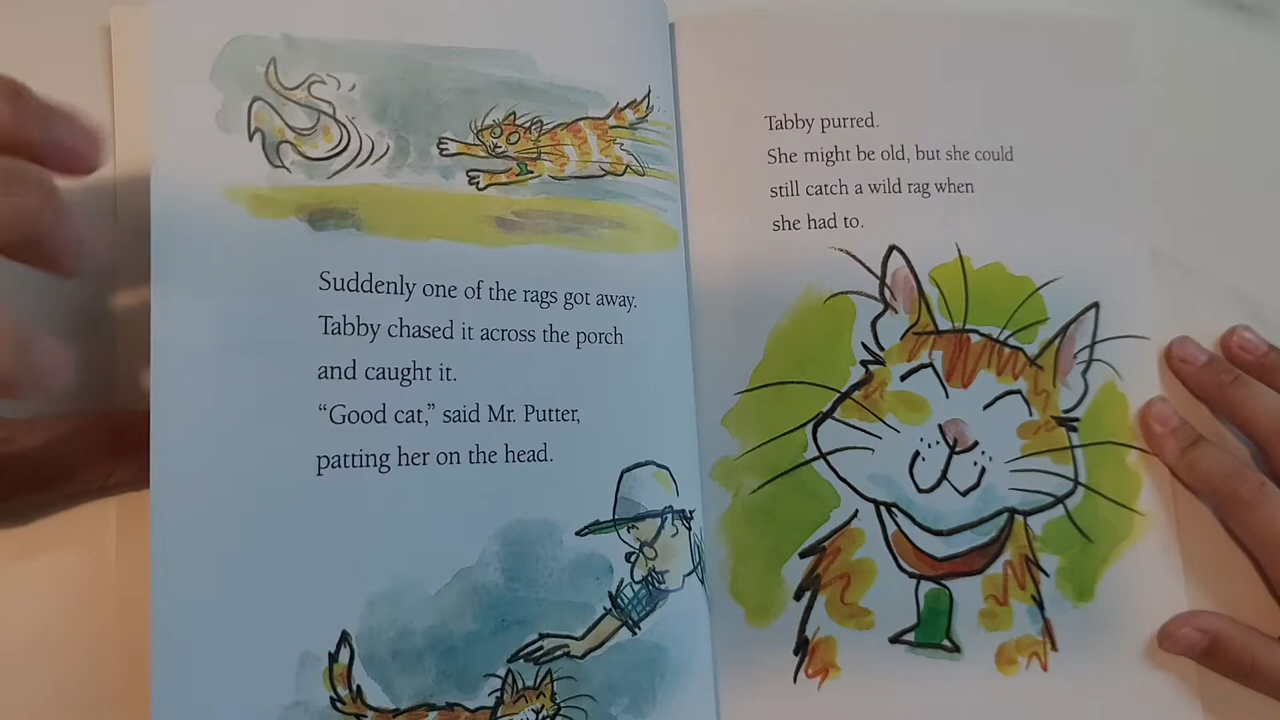 Suddenly one of the rags got away.
Tabby chased it across the porch
and caught it.
“Good cat,” said Mr. Putter,
patting her on the head.
Tabby purred.
She might be old, but she could
still catch a wild rag when
she had to.